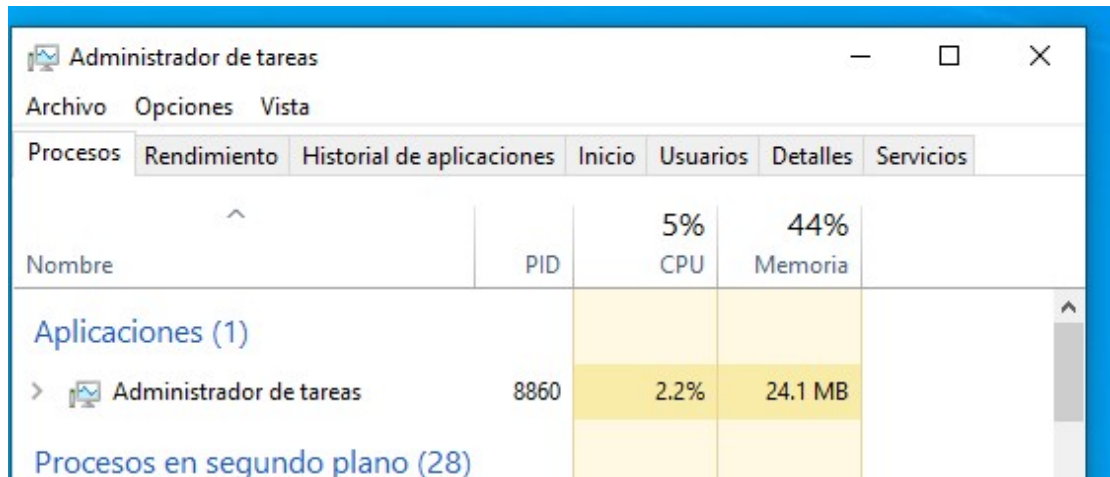 Administrador de tareas
Archivo Opciones Vista
Procesos Rendimiento Historial de aplicaciones Inicio Usuarios Detalles Servicios
5% 44%
Nombre PID CPU Memoria
Aplicaciones (1)
Administrador de tareas 8860 2.2% 24.1 MB
Procesos en segundo plano (28)